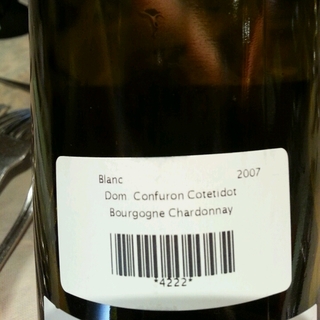 Blanc 2007
Dom. Confuron Cotetidot
Bourgogne Chardonnay
*4222*